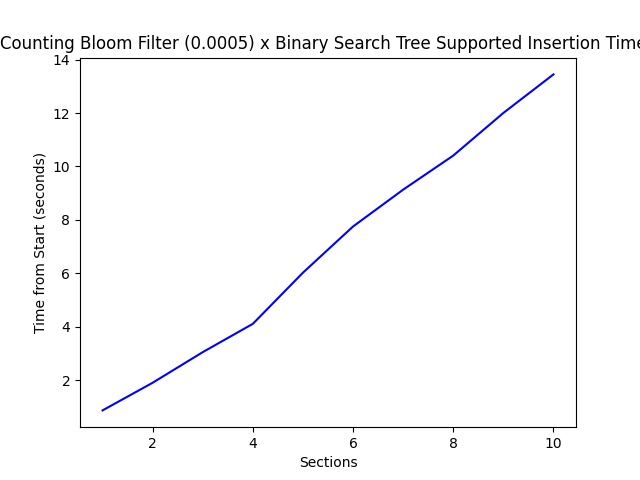 Counting Bloom Filter (0.0005) x Binary Search Tree Supported Insertion Time
14
12
10
8
6
4
2
Time from Start (seconds)
2 4 6 8 10
Sections